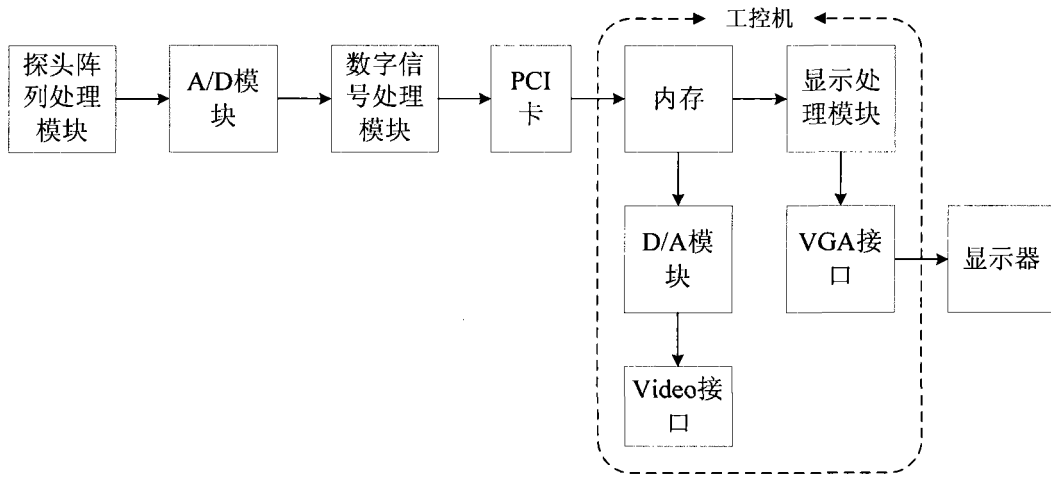 工控机
探头阵
列处理
模块
A/D模
块
数字信
号处理
模块
PCI
卡
内存
显示处
理模块
D/A模
块
VGA接
口
显示器
Video接
口